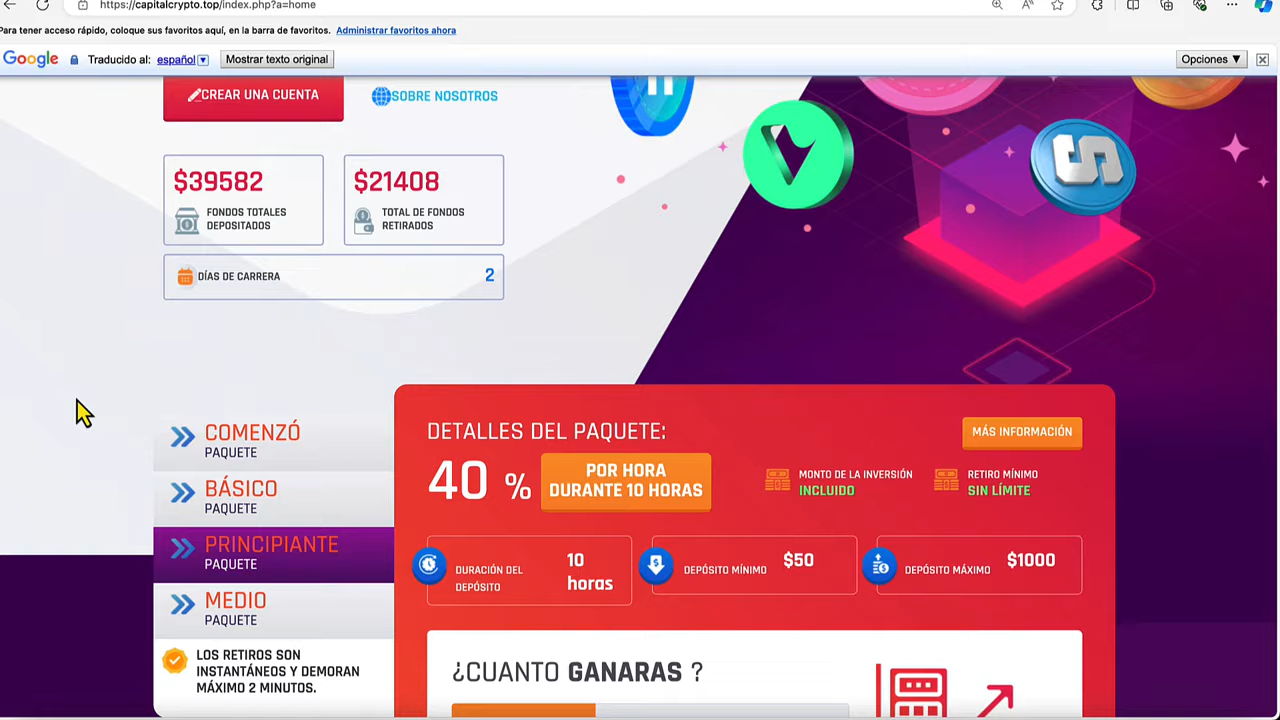 https://capitalcrypto.top/index.php?a=home
Para tener acceso rápido, coloque sus favoritos aquí, en la barra de favoritos. Administrar favoritos ahora
Google Traducido al: español Mostrar texto original Opciones ▼
CREAR UNA CUENTA
SOBRE NOSOTROS
$39582
FONDOS TOTALES
DEPOSITADOS
$21408
TOTAL DE FONDOS
RETIRADOS
DÍAS DE CARRERA 2
COMENZÓ
PAQUETE
BÁSICO
PAQUETE
PRINCIPIANTE
PAQUETE
MEDIO
PAQUETE
LOS RETIROS SON
INSTANTÁNEOS Y DEMORAN
MÁXIMO 2 MINUTOS.
DETALLES DEL PAQUETE:
MÁS INFORMACIÓN
40 %
POR HORA
DURANTE 10 HORAS
MONTO DE LA INVERSIÓN
INCLUIDO
RETIRO MÍNIMO
SIN LÍMITE
DURACIÓN DEL
DEPÓSITO
10
horas
DEPÓSITO MÍNIMO $50
DEPÓSITO MÁXIMO $1000
¿CUANTO GANARAS ?